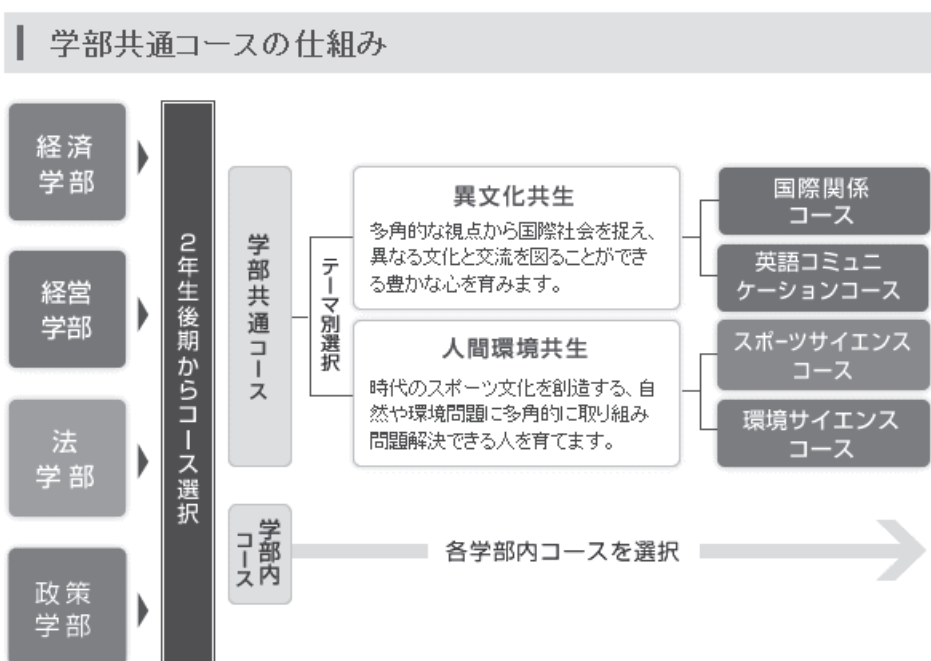 学部共通コースの仕組み
経済
学部
経営
学部
法
学部
政策
学部
2年生後期からコース選択
学部共通コース
テーマ別選択
異文化共生
多角的な視点から国際社会を捉え、
異なる文化と交流を図ることができ
る豊かな心を育みます。
国際関係
コース
英語コミュニ
ケーションコース
人間環境共生
時代のスポーツ文化を創造する、自
然や環境問題に多角的に取り組み
問題解決できる人を育てます。
スポーツサイエンス
コース
環境サイエンス
コース
学部内
コース
各学部内コースを選択